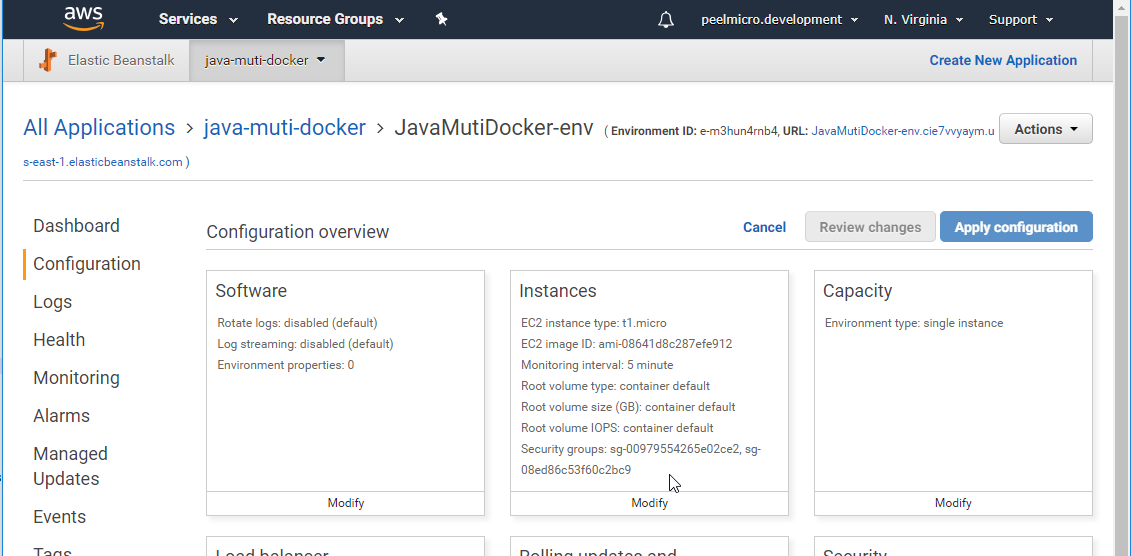 aws Services Resource Groups peelmicro.development N. Virginia Support
Elastic Beanstalk java-muti-docker Create New Application
All Applications > java-muti-docker > JavaMutiDocker-env ( Environment ID: e-m3hun4rnb4, URL: JavaMutiDocker-env.cie7vvyaym.u
s-east-1.elasticbeanstalk.com )
Actions
Dashboard
Configuration
Logs
Health
Monitoring
Alarms
Managed
Updates
Events
Tags
Configuration overview Cancel Review changes Apply configuration
Software
Rotate logs: disabled (default)
Log streaming: disabled (default)
Environment properties: 0
Modify
Instances
EC2 instance type: t1.micro
EC2 image ID: ami-08641d8c287efe912
Monitoring interval: 5 minute
Root volume type: container default
Root volume size (GB): container default
Root volume IOPS: container default
Security groups: sg-00979554265e02ce2, sg-
08ed86c53f60c2bc9
Modify
Capacity
Environment type: single instance
Modify
Load balancer
Rolling updates and
Security